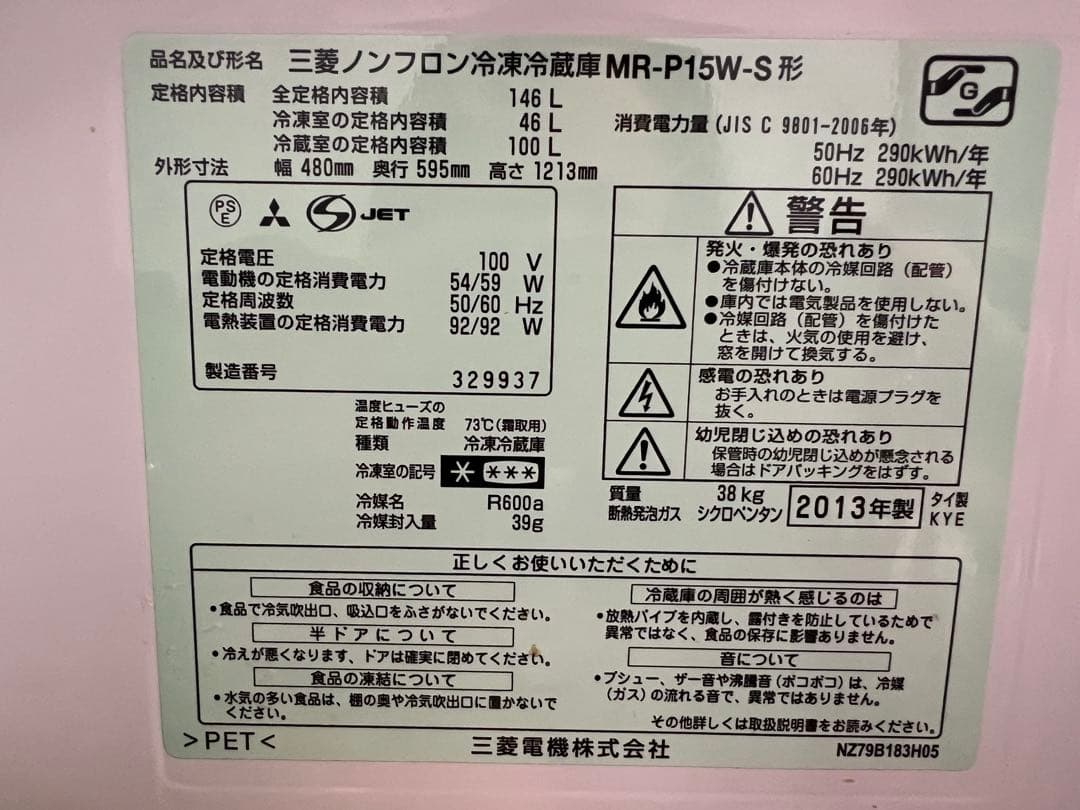 品名及び形名 三菱ノンフロン冷凍冷蔵庫MR-P15W-S形
定格内容積 全定格内容積 146 L
冷凍室の定格内容積 46 L
冷蔵室の定格内容積 100 L
外形寸法 幅 480mm 奥行 595mm 高さ 1213mm
G
消費電力量(JIS C 9801-2006年)
50Hz 290kWh/年
60Hz 290kWh/年
PS
E
S JET
定格電圧 100 V
電動機の定格消費電力 54/59 W
定格周波数 50/60 Hz
電熱装置の定格消費電力 92/92 W
製造番号 329937
温度ヒューズの
定格動作温度 73℃(霜取用)
種類 冷凍冷蔵庫
冷凍室の記号 * ***
冷媒名 R600a
冷媒封入量 39g
警告
発火・爆発の恐れあり
●冷蔵庫本体の冷媒回路(配管)
を傷付けない。
●庫内では電気製品を使用しない。
●冷媒回路(配管)を傷付けた
ときは、火気の使用を避け、
窓を開けて換気する。
感電の恐れあり
お手入れのときは電源プラグを
抜く。
幼児閉じ込めの恐れあり
保管時の幼児閉じ込めが懸念される
場合はドアパッキングをはずす。
質量 38kg
断熱発泡ガス シクロペンタン
2013年製
タイ製
KYE
正しくお使いいただくために
食品の収納について
•食品で冷気吹出口、吸込口をふさがないでください。
半ドアについて
•冷えが悪くなります、ドアは確実に閉めてください。
食品の凍結について
•水気の多い食品は、棚の奥や冷気吹出口に置かないで
ください。
冷蔵庫の周囲が熱く感じるのは
•放熱パイプを内蔵し、露付きを防止しているためで
異常ではなく、食品の保存に影響ありません。
音について
•プシュー、ザー音や沸騰音(ポコポコ)は、冷媒
(ガス)の流れる音で、異常ではありません。
その他詳しくは取扱説明書をお読みください。
>PET<
三菱電機株式会社
NZ79B183H05